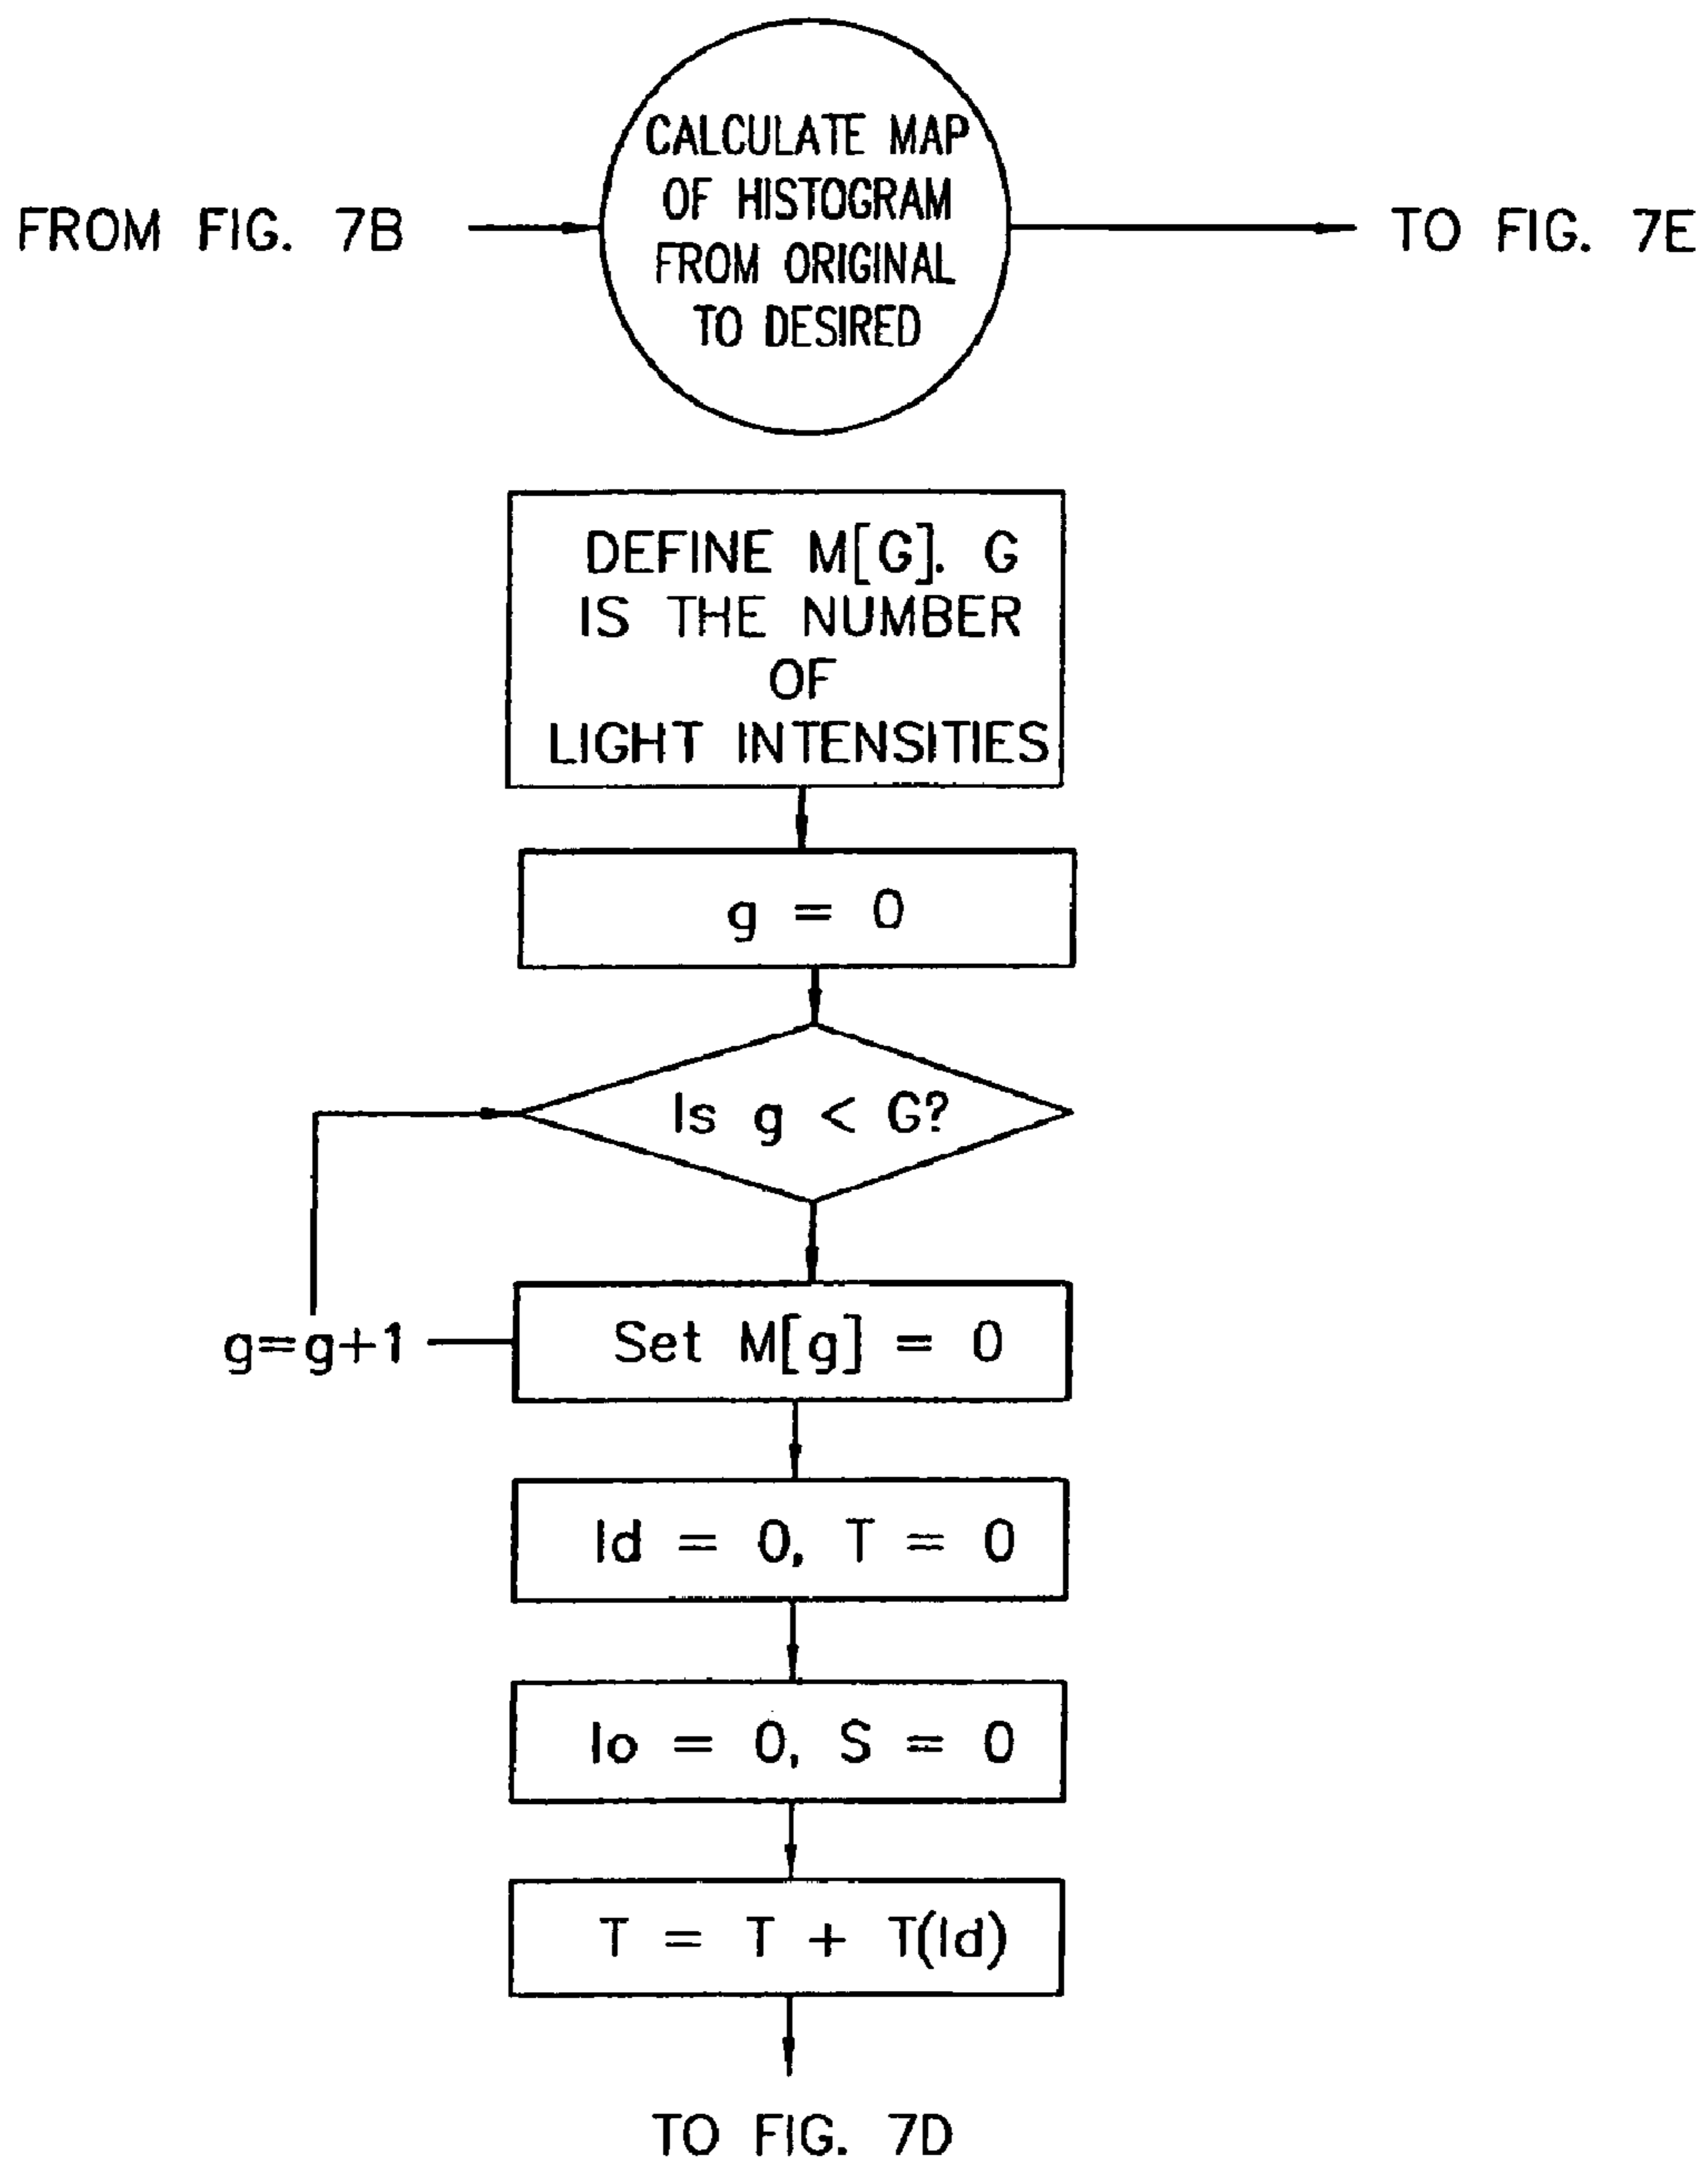 CALCULATE MAP
OF HISTOGRAM
FROM ORIGINAL
TO DESIRED
FROM FIG. 7B
TO FIG. 7E
DEFINE M[G]. G
IS THE NUMBER
OF
LIGHT INTENSITIES
g = 0
Is g < G?
g=g+1
Set M[g] = 0
Id = 0, T = 0
Io = 0, S = 0
T = T + T(Id)
TO FIG. 7D